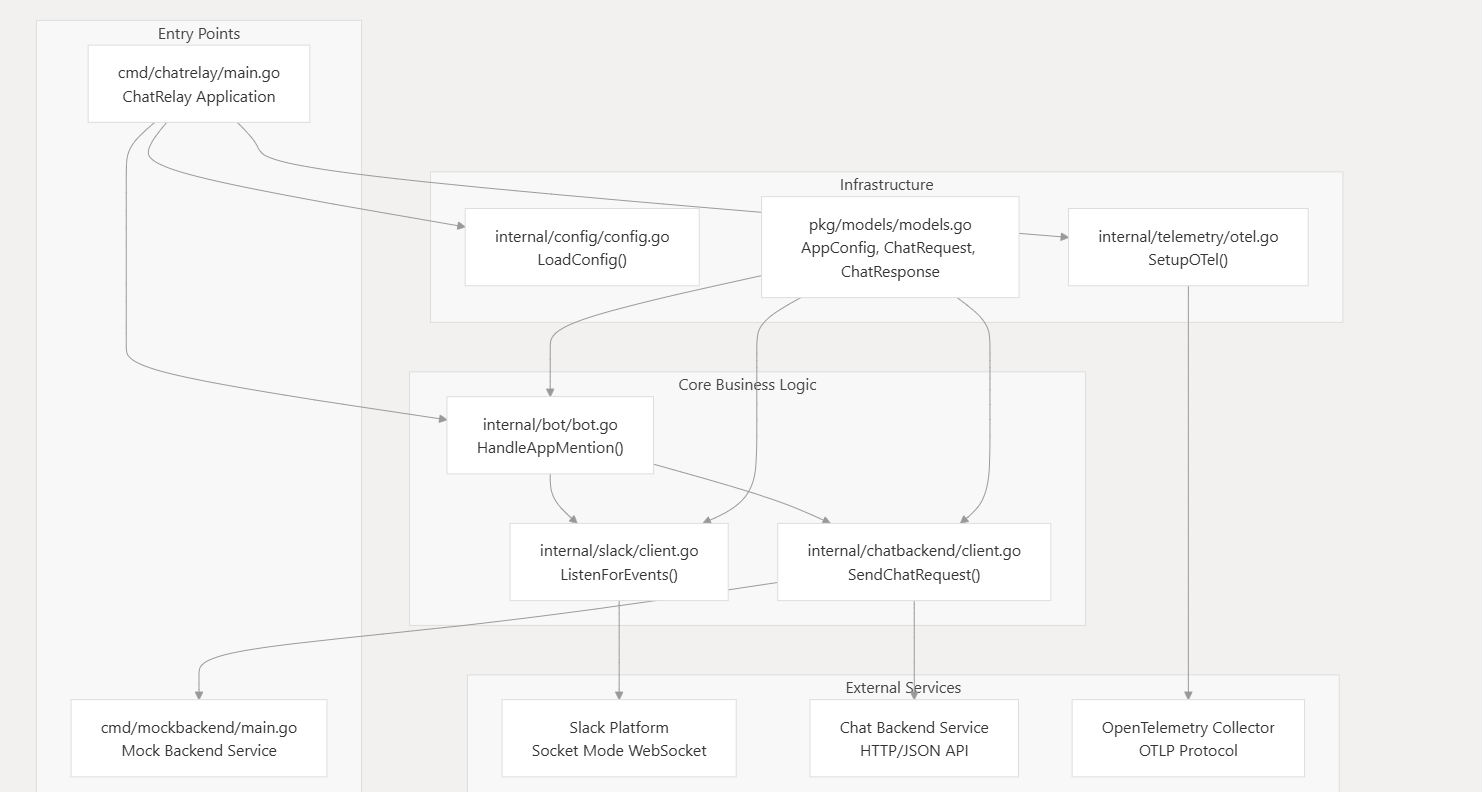 Entry Points
cmd/chatrelay/main.go
ChatRelay Application
Infrastructure
internal/config/config.go
LoadConfig()
pkg/models/models.go
AppConfig, ChatRequest,
ChatResponse
internal/telemetry/otel.go
SetupOTel()
Core Business Logic
internal/bot/bot.go
HandleAppMention()
internal/slack/client.go
ListenForEvents()
internal/chatbackend/client.go
SendChatRequest()
External Services
cmd/mockbackend/main.go
Mock Backend Service
Slack Platform
Socket Mode WebSocket
Chat Backend Service
HTTP/JSON API
OpenTelemetry Collector
OTLP Protocol